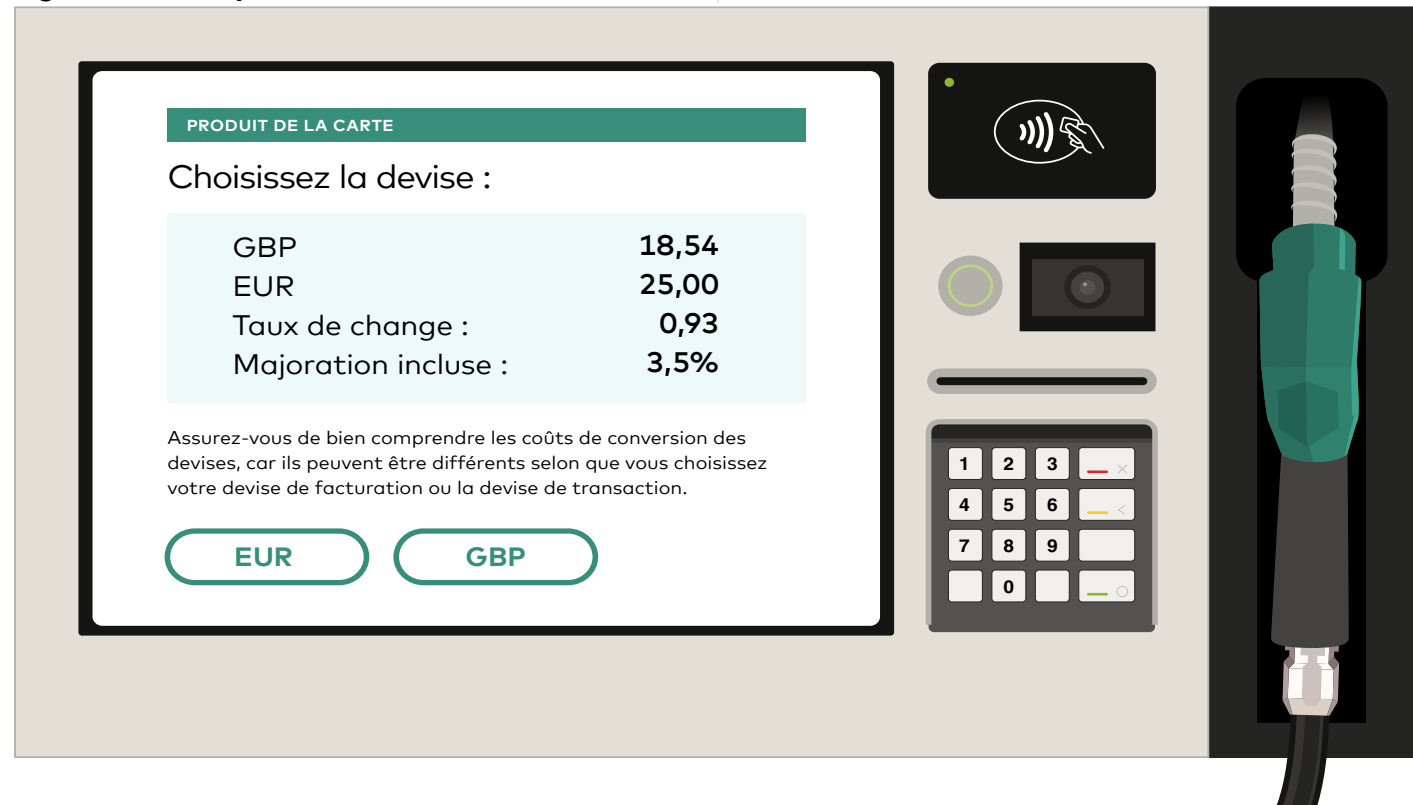 PRODUIT DE LA CARTE
Choisissez la devise :
GBP 18,54
EUR 25,00
Taux de change : 0,93
Majoration incluse : 3,5%
Assurez-vous de bien comprendre les coûts de conversion des
devises, car ils peuvent être différents selon que vous choisissez
votre devise de facturation ou la devise de transaction.
EUR GBP
1 2 3 ×
4 5 6 <
7 8 9
0